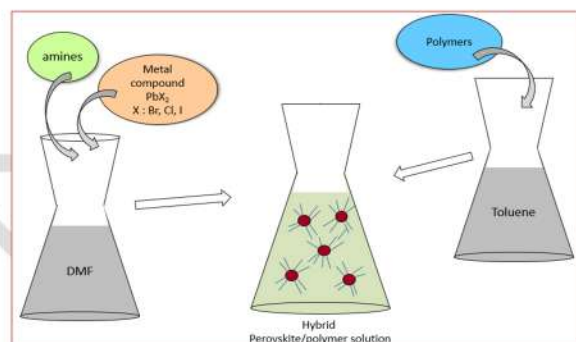 amines
Metal
compound
PbX₂
X : Br, Cl, I
DMF
Polymers
Toluene
Hybrid
Perovskite/polymer solution